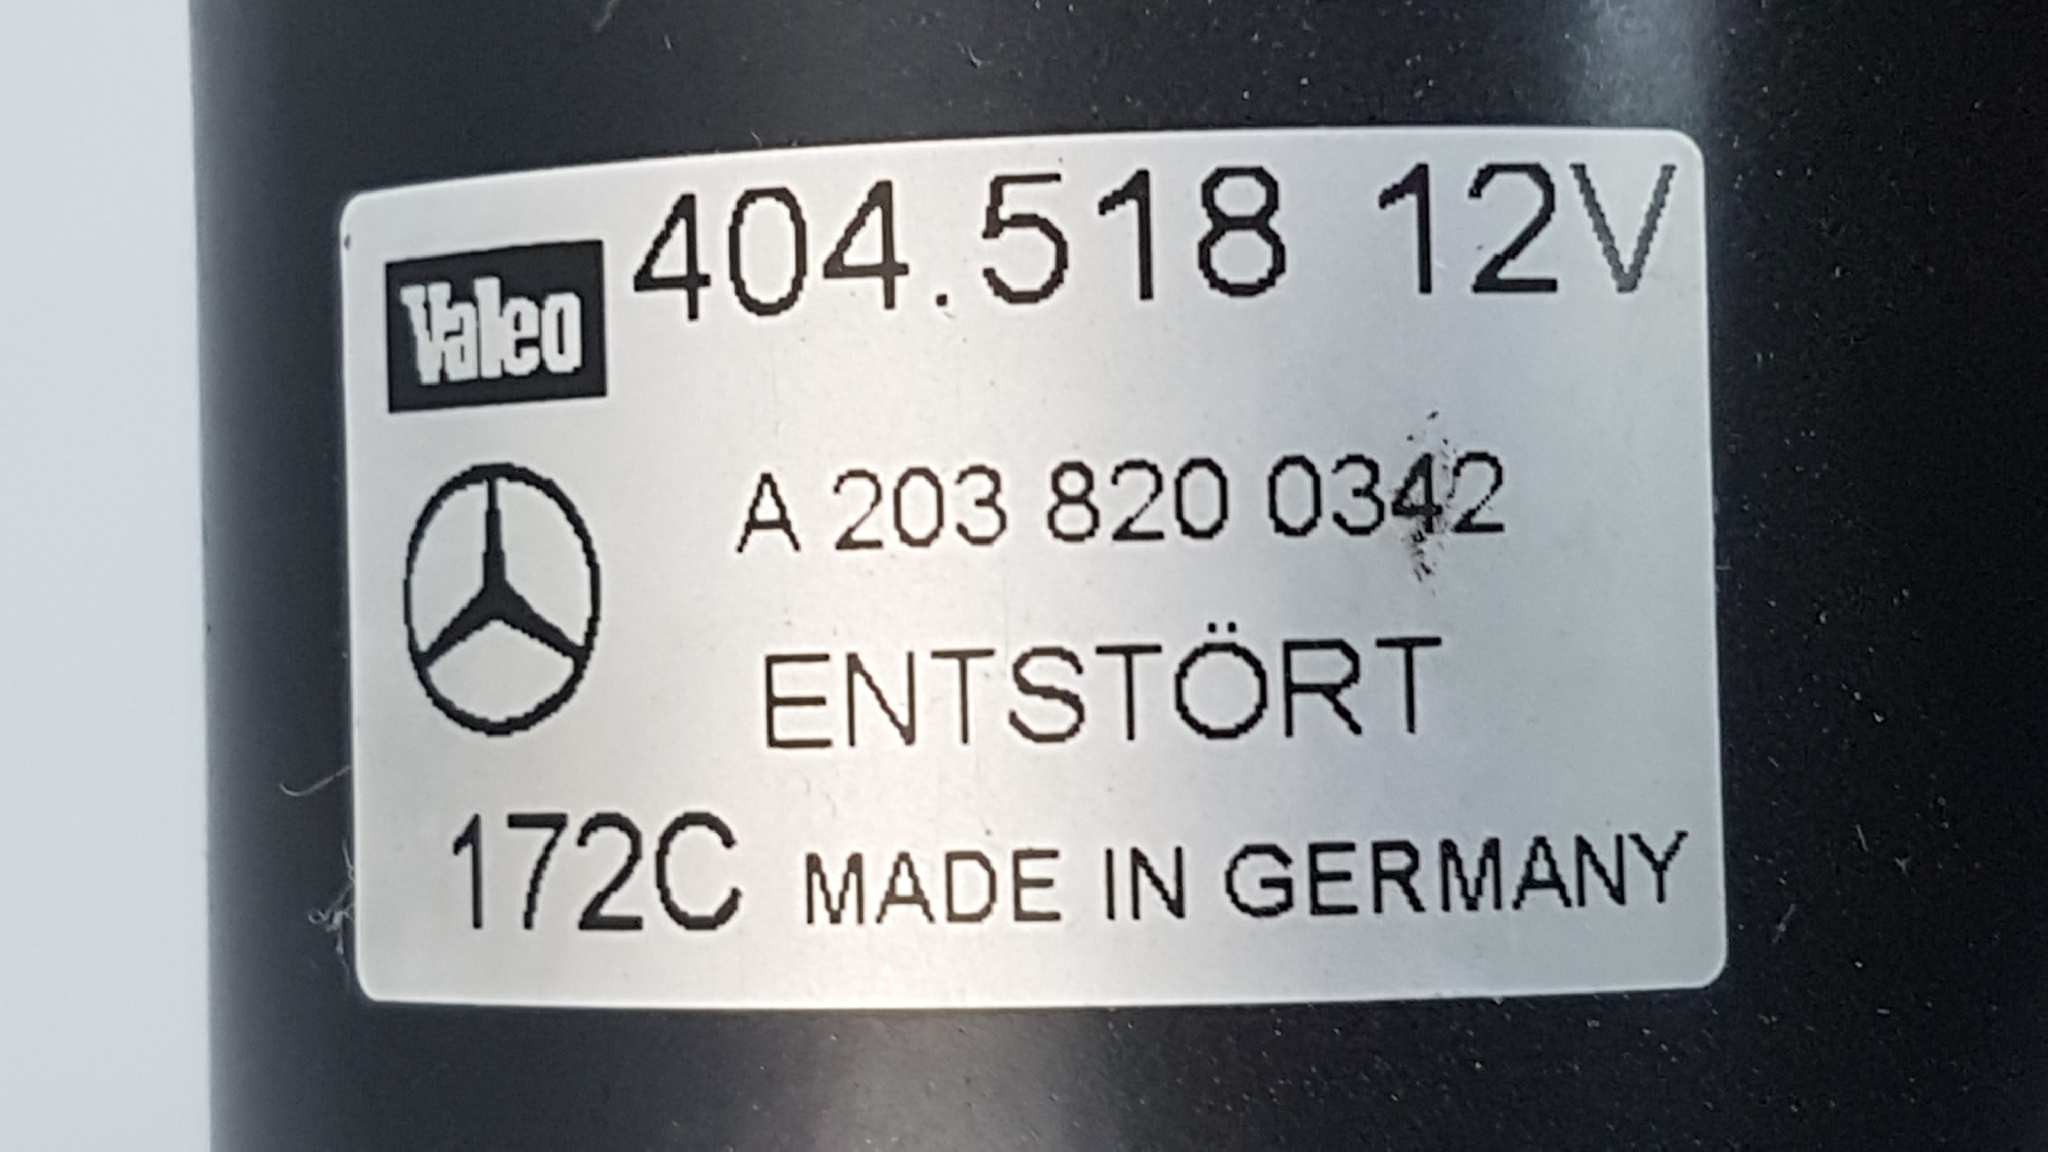 Valeo 404.518 12V
A 203 820 0342
ENTSTÖRT
172C MADE IN GERMANY